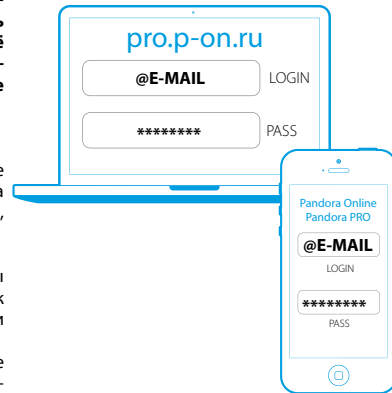 pro.p-on.ru
@E-MAIL LOGIN
******** PASS
Pandora Online
Pandora PRO
@E-MAIL
LOGIN
********
PASS